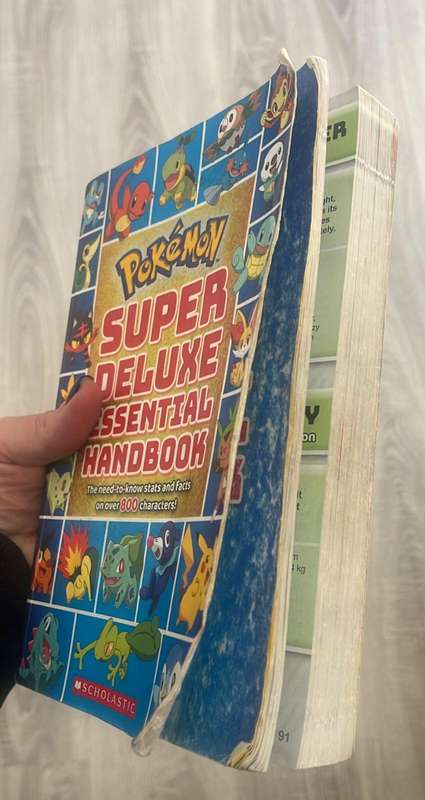 POKÉMON
SUPER
DELUXE
ESSENTIAL
HANDBOOK
The need-to-know stats and facts
on over 800 characters!
SCHOLASTIC
91